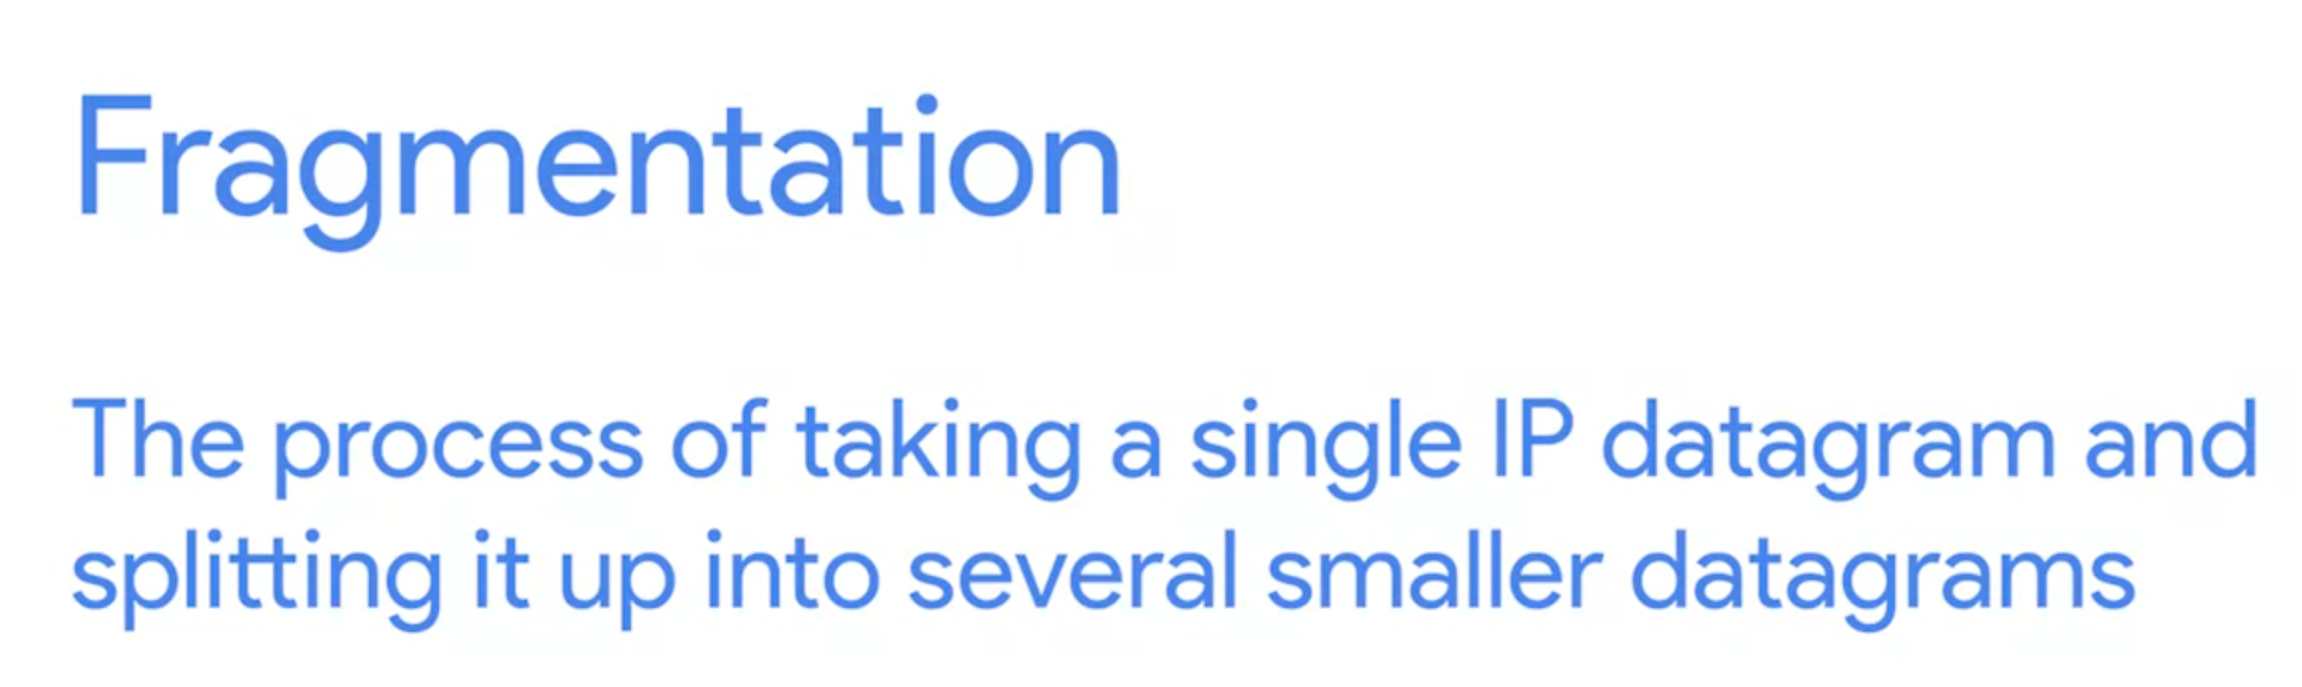 Fragmentation
The process of taking a single IP datagram and
splitting it up into several smaller datagrams